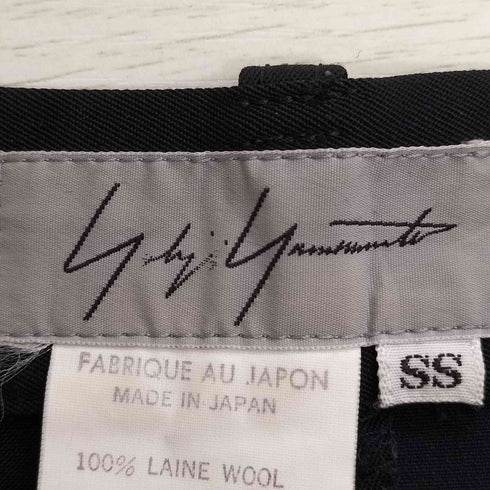 Yohji Yamamoto
FABRIQUE AU JAPON
MADE IN JAPAN
SS
100% LAINE WOOL